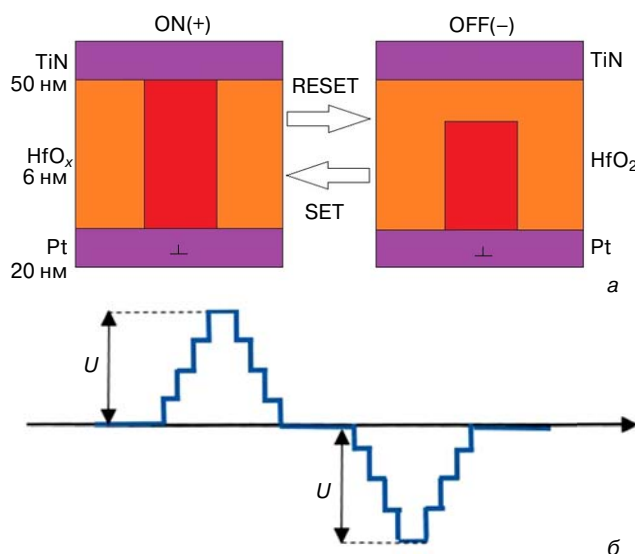 ON(+)
OFF(−)
TiN
50 нм
RESET
TiN
HfOₓ
6 нм
HfO₂
SET
Pt
20 нм
Pt
а
U
U
б